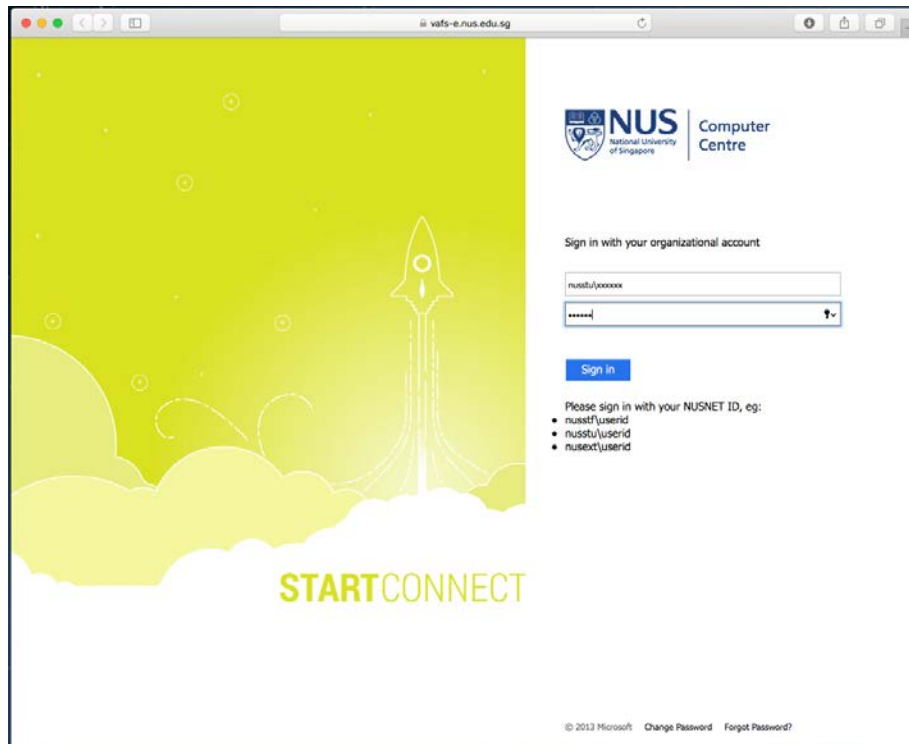 vafs-e.nus.edu.sg
NUS
National University
of Singapore
Computer
Centre
Sign in with your organizational account
nusstu\xxxxxx
••••••
Sign in
Please sign in with your NUSNET ID, eg:
• nusstf\userid
• nusstu\userid
• nusext\userid
STARTCONNECT
© 2013 Microsoft Change Password Forgot Password?